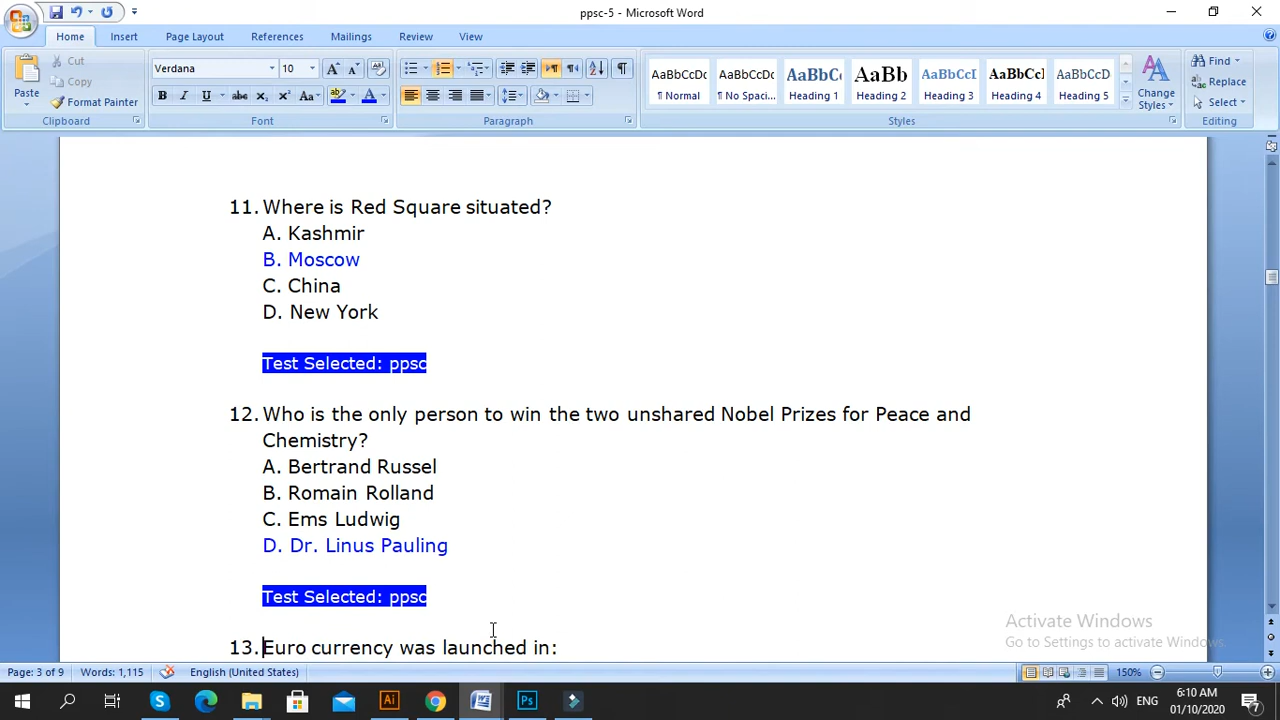 ppsc-5 - Microsoft Word
Home Insert Page Layout References Mailings Review View
Paste
Cut
Copy
Format Painter
Clipboard
Verdana 10
Font
Paragraph
AaBbCcDc AaBbCcDc AaBbC AaBb AaBbCcI AaBbCcI AaBbCcD
¶ Normal ¶ No Spaci... Heading 1 Heading 2 Heading 3 Heading 4 Heading 5
Change
Styles
Styles
Find
Replace
Select
Editing
11. Where is Red Square situated?
A. Kashmir
B. Moscow
C. China
D. New York
Test Selected: ppsc
12. Who is the only person to win the two unshared Nobel Prizes for Peace and
Chemistry?
A. Bertrand Russel
B. Romain Rolland
C. Ems Ludwig
D. Dr. Linus Pauling
Test Selected: ppsc
13. Euro currency was launched in:
Activate Windows
Go to Settings to activate Windows.
Page: 3 of 9 Words: 1,115 English (United States) 150%
ENG 6:10 AM
01/10/2020